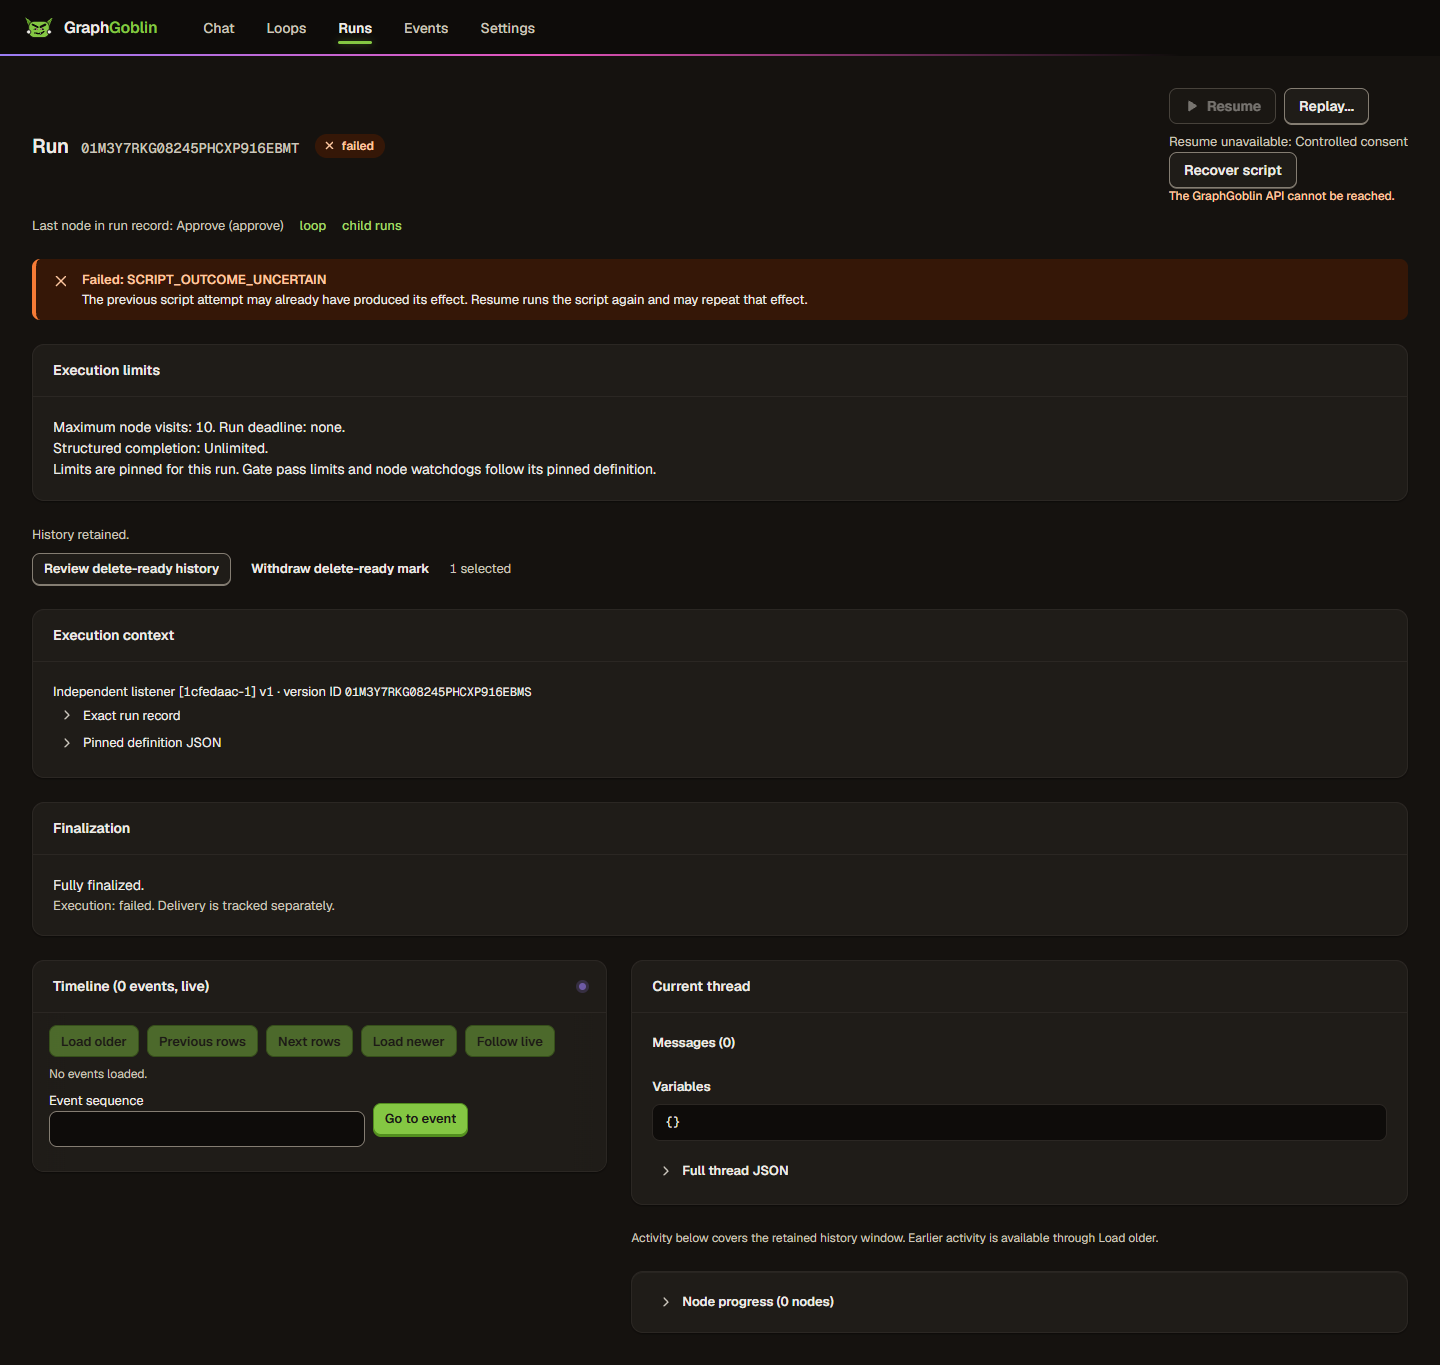 GraphGoblin
Chat
Loops
Runs
Events
Settings
Resume
Replay...
Run 01M3Y7RKG08245PHCXP916EBMT
failed
Resume unavailable: Controlled consent
Recover script
The GraphGoblin API cannot be reached.
Last node in run record: Approve (approve) loop child runs
Failed: SCRIPT_OUTCOME_UNCERTAIN
The previous script attempt may already have produced its effect. Resume runs the script again and may repeat that effect.
Execution limits
Maximum node visits: 10. Run deadline: none.
Structured completion: Unlimited.
Limits are pinned for this run. Gate pass limits and node watchdogs follow its pinned definition.
History retained.
Review delete-ready history
Withdraw delete-ready mark
1 selected
Execution context
Independent listener [1cfedaac-1] v1 · version ID 01M3Y7RKG08245PHCXP916EBMS
Exact run record
Pinned definition JSON
Finalization
Fully finalized.
Execution: failed. Delivery is tracked separately.
Timeline (0 events, live)
Load older
Previous rows
Next rows
Load newer
Follow live
No events loaded.
Event sequence
Go to event
Current thread
Messages (0)
Variables
{}
Full thread JSON
Activity below covers the retained history window. Earlier activity is available through Load older.
Node progress (0 nodes)